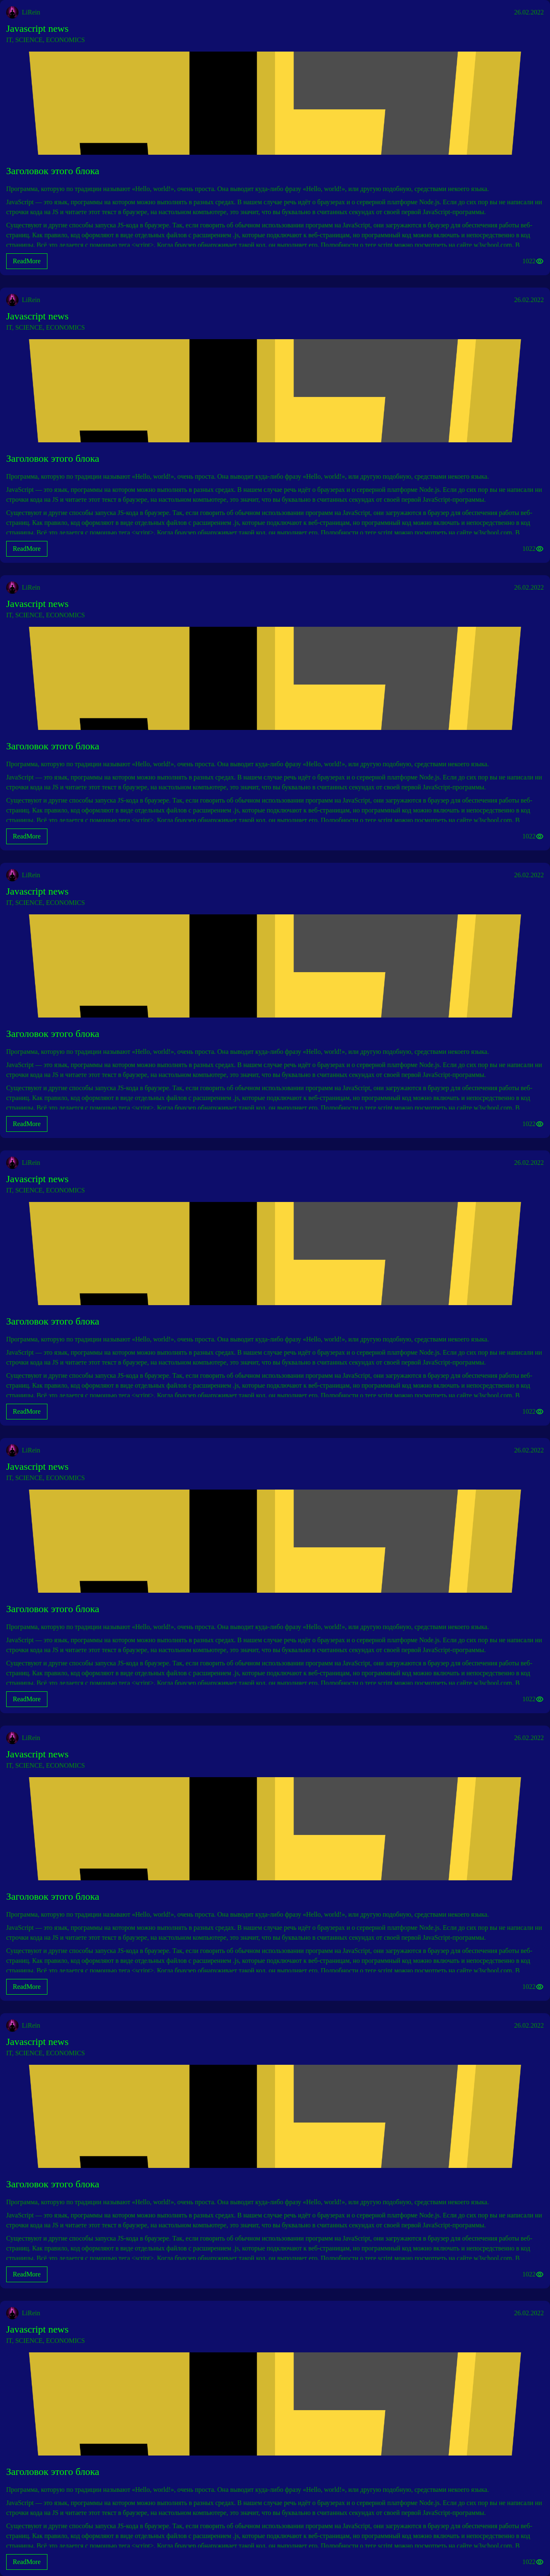 LiRein 26.02.2022
Javascript news
IT, SCIENCE, ECONOMICS
Заголовок этого блока
Программа, которую по традиции называют «Hello, world!», очень проста. Она выводит куда-либо фразу «Hello, world!», или другую подобную, средствами некоего языка.
JavaScript — это язык, программы на котором можно выполнять в разных средах. В нашем случае речь идёт о браузерах и о серверной платформе Node.js. Если до сих пор вы не написали ни
строчки кода на JS и читаете этот текст в браузере, на настольном компьютере, это значит, что вы буквально в считанных секундах от своей первой JavaScript-программы.
Существуют и другие способы запуска JS-кода в браузере. Так, если говорить об обычном использовании программ на JavaScript, они загружаются в браузер для обеспечения работы веб-
страниц. Как правило, код оформляют в виде отдельных файлов с расширением .js, которые подключают к веб-страницам, но программный код можно включать и непосредственно в код
страницы. Всё это делается с помощью тега <script>. Когда браузер обнаруживает такой код, он выполняет его. Подробности о теге script можно посмотреть на сайте w3school.com. В
ReadMore 1022
LiRein 26.02.2022
Javascript news
IT, SCIENCE, ECONOMICS
Заголовок этого блока
Программа, которую по традиции называют «Hello, world!», очень проста. Она выводит куда-либо фразу «Hello, world!», или другую подобную, средствами некоего языка.
JavaScript — это язык, программы на котором можно выполнять в разных средах. В нашем случае речь идёт о браузерах и о серверной платформе Node.js. Если до сих пор вы не написали ни
строчки кода на JS и читаете этот текст в браузере, на настольном компьютере, это значит, что вы буквально в считанных секундах от своей первой JavaScript-программы.
Существуют и другие способы запуска JS-кода в браузере. Так, если говорить об обычном использовании программ на JavaScript, они загружаются в браузер для обеспечения работы веб-
страниц. Как правило, код оформляют в виде отдельных файлов с расширением .js, которые подключают к веб-страницам, но программный код можно включать и непосредственно в код
страницы. Всё это делается с помощью тега <script>. Когда браузер обнаруживает такой код, он выполняет его. Подробности о теге script можно посмотреть на сайте w3school.com. В
ReadMore 1022
LiRein 26.02.2022
Javascript news
IT, SCIENCE, ECONOMICS
Заголовок этого блока
Программа, которую по традиции называют «Hello, world!», очень проста. Она выводит куда-либо фразу «Hello, world!», или другую подобную, средствами некоего языка.
JavaScript — это язык, программы на котором можно выполнять в разных средах. В нашем случае речь идёт о браузерах и о серверной платформе Node.js. Если до сих пор вы не написали ни
строчки кода на JS и читаете этот текст в браузере, на настольном компьютере, это значит, что вы буквально в считанных секундах от своей первой JavaScript-программы.
Существуют и другие способы запуска JS-кода в браузере. Так, если говорить об обычном использовании программ на JavaScript, они загружаются в браузер для обеспечения работы веб-
страниц. Как правило, код оформляют в виде отдельных файлов с расширением .js, которые подключают к веб-страницам, но программный код можно включать и непосредственно в код
страницы. Всё это делается с помощью тега <script>. Когда браузер обнаруживает такой код, он выполняет его. Подробности о теге script можно посмотреть на сайте w3school.com. В
ReadMore 1022
LiRein 26.02.2022
Javascript news
IT, SCIENCE, ECONOMICS
Заголовок этого блока
Программа, которую по традиции называют «Hello, world!», очень проста. Она выводит куда-либо фразу «Hello, world!», или другую подобную, средствами некоего языка.
JavaScript — это язык, программы на котором можно выполнять в разных средах. В нашем случае речь идёт о браузерах и о серверной платформе Node.js. Если до сих пор вы не написали ни
строчки кода на JS и читаете этот текст в браузере, на настольном компьютере, это значит, что вы буквально в считанных секундах от своей первой JavaScript-программы.
Существуют и другие способы запуска JS-кода в браузере. Так, если говорить об обычном использовании программ на JavaScript, они загружаются в браузер для обеспечения работы веб-
страниц. Как правило, код оформляют в виде отдельных файлов с расширением .js, которые подключают к веб-страницам, но программный код можно включать и непосредственно в код
страницы. Всё это делается с помощью тега <script>. Когда браузер обнаруживает такой код, он выполняет его. Подробности о теге script можно посмотреть на сайте w3school.com. В
ReadMore 1022
LiRein 26.02.2022
Javascript news
IT, SCIENCE, ECONOMICS
Заголовок этого блока
Программа, которую по традиции называют «Hello, world!», очень проста. Она выводит куда-либо фразу «Hello, world!», или другую подобную, средствами некоего языка.
JavaScript — это язык, программы на котором можно выполнять в разных средах. В нашем случае речь идёт о браузерах и о серверной платформе Node.js. Если до сих пор вы не написали ни
строчки кода на JS и читаете этот текст в браузере, на настольном компьютере, это значит, что вы буквально в считанных секундах от своей первой JavaScript-программы.
Существуют и другие способы запуска JS-кода в браузере. Так, если говорить об обычном использовании программ на JavaScript, они загружаются в браузер для обеспечения работы веб-
страниц. Как правило, код оформляют в виде отдельных файлов с расширением .js, которые подключают к веб-страницам, но программный код можно включать и непосредственно в код
страницы. Всё это делается с помощью тега <script>. Когда браузер обнаруживает такой код, он выполняет его. Подробности о теге script можно посмотреть на сайте w3school.com. В
ReadMore 1022
LiRein 26.02.2022
Javascript news
IT, SCIENCE, ECONOMICS
Заголовок этого блока
Программа, которую по традиции называют «Hello, world!», очень проста. Она выводит куда-либо фразу «Hello, world!», или другую подобную, средствами некоего языка.
JavaScript — это язык, программы на котором можно выполнять в разных средах. В нашем случае речь идёт о браузерах и о серверной платформе Node.js. Если до сих пор вы не написали ни
строчки кода на JS и читаете этот текст в браузере, на настольном компьютере, это значит, что вы буквально в считанных секундах от своей первой JavaScript-программы.
Существуют и другие способы запуска JS-кода в браузере. Так, если говорить об обычном использовании программ на JavaScript, они загружаются в браузер для обеспечения работы веб-
страниц. Как правило, код оформляют в виде отдельных файлов с расширением .js, которые подключают к веб-страницам, но программный код можно включать и непосредственно в код
страницы. Всё это делается с помощью тега <script>. Когда браузер обнаруживает такой код, он выполняет его. Подробности о теге script можно посмотреть на сайте w3school.com. В
ReadMore 1022
LiRein 26.02.2022
Javascript news
IT, SCIENCE, ECONOMICS
Заголовок этого блока
Программа, которую по традиции называют «Hello, world!», очень проста. Она выводит куда-либо фразу «Hello, world!», или другую подобную, средствами некоего языка.
JavaScript — это язык, программы на котором можно выполнять в разных средах. В нашем случае речь идёт о браузерах и о серверной платформе Node.js. Если до сих пор вы не написали ни
строчки кода на JS и читаете этот текст в браузере, на настольном компьютере, это значит, что вы буквально в считанных секундах от своей первой JavaScript-программы.
Существуют и другие способы запуска JS-кода в браузере. Так, если говорить об обычном использовании программ на JavaScript, они загружаются в браузер для обеспечения работы веб-
страниц. Как правило, код оформляют в виде отдельных файлов с расширением .js, которые подключают к веб-страницам, но программный код можно включать и непосредственно в код
страницы. Всё это делается с помощью тега <script>. Когда браузер обнаруживает такой код, он выполняет его. Подробности о теге script можно посмотреть на сайте w3school.com. В
ReadMore 1022
LiRein 26.02.2022
Javascript news
IT, SCIENCE, ECONOMICS
Заголовок этого блока
Программа, которую по традиции называют «Hello, world!», очень проста. Она выводит куда-либо фразу «Hello, world!», или другую подобную, средствами некоего языка.
JavaScript — это язык, программы на котором можно выполнять в разных средах. В нашем случае речь идёт о браузерах и о серверной платформе Node.js. Если до сих пор вы не написали ни
строчки кода на JS и читаете этот текст в браузере, на настольном компьютере, это значит, что вы буквально в считанных секундах от своей первой JavaScript-программы.
Существуют и другие способы запуска JS-кода в браузере. Так, если говорить об обычном использовании программ на JavaScript, они загружаются в браузер для обеспечения работы веб-
страниц. Как правило, код оформляют в виде отдельных файлов с расширением .js, которые подключают к веб-страницам, но программный код можно включать и непосредственно в код
страницы. Всё это делается с помощью тега <script>. Когда браузер обнаруживает такой код, он выполняет его. Подробности о теге script можно посмотреть на сайте w3school.com. В
ReadMore 1022
LiRein 26.02.2022
Javascript news
IT, SCIENCE, ECONOMICS
Заголовок этого блока
Программа, которую по традиции называют «Hello, world!», очень проста. Она выводит куда-либо фразу «Hello, world!», или другую подобную, средствами некоего языка.
JavaScript — это язык, программы на котором можно выполнять в разных средах. В нашем случае речь идёт о браузерах и о серверной платформе Node.js. Если до сих пор вы не написали ни
строчки кода на JS и читаете этот текст в браузере, на настольном компьютере, это значит, что вы буквально в считанных секундах от своей первой JavaScript-программы.
Существуют и другие способы запуска JS-кода в браузере. Так, если говорить об обычном использовании программ на JavaScript, они загружаются в браузер для обеспечения работы веб-
страниц. Как правило, код оформляют в виде отдельных файлов с расширением .js, которые подключают к веб-страницам, но программный код можно включать и непосредственно в код
страницы. Всё это делается с помощью тега <script>. Когда браузер обнаруживает такой код, он выполняет его. Подробности о теге script можно посмотреть на сайте w3school.com. В
ReadMore 1022